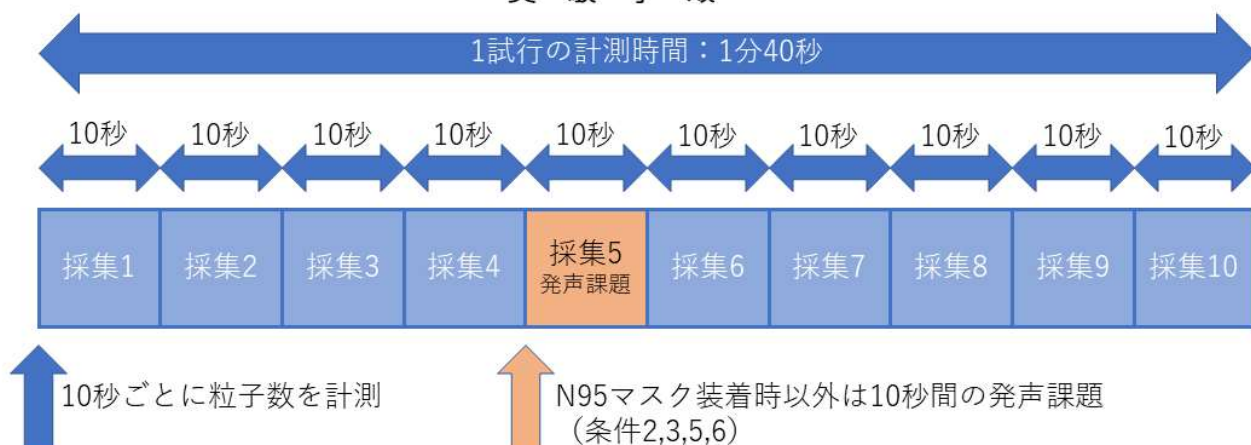 1試行の計測時間：1分40秒
10秒 10秒 10秒 10秒 10秒 10秒 10秒 10秒 10秒 10秒
採集1 採集2 採集3 採集4 採集5 採集6 採集7 採集8 採集9 採集10
発声課題
10秒ごとに粒子数を計測
N95マスク装着時以外は10秒間の発声課題
（条件2,3,5,6）